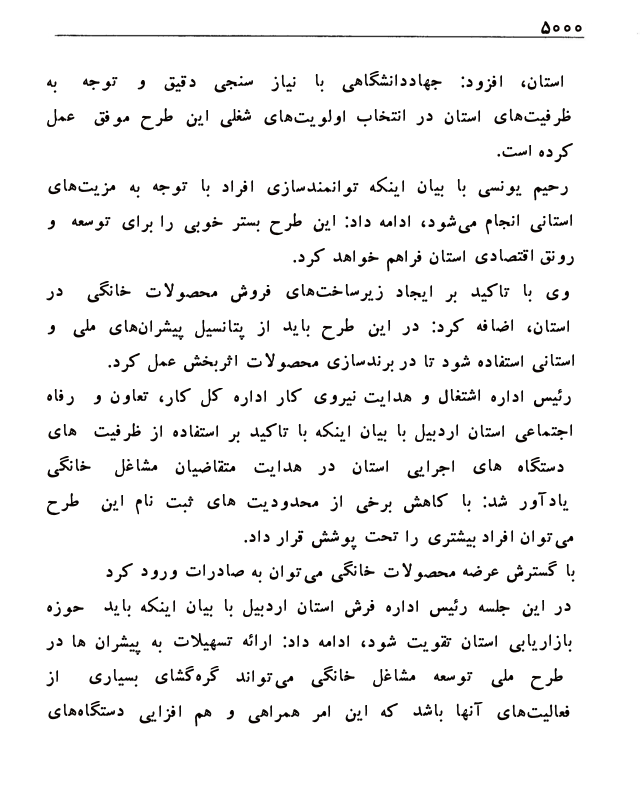 ۵۰۰۰
استان، افزود: جهاددانشگاهی با نیاز سنجی دقیق و توجه به
ظرفیت‌های استان در انتخاب اولویت‌های شغلی این طرح موفق عمل
کرده است.
رحیم یونسی با بیان اینکه توانمندسازی افراد با توجه به مزیت‌های
استانی انجام می‌شود، ادامه داد: این طرح بستر خوبی را برای توسعه و
رونق اقتصادی استان فراهم خواهد کرد.
وی با تاکید بر ایجاد زیرساخت‌های فروش محصولات خانگی در
استان، اضافه کرد: در این طرح باید از پتانسیل پیشران‌های ملی و
استانی استفاده شود تا در برندسازی محصولات اثربخش عمل کرد.
رئیس اداره اشتغال و هدایت نیروی کار اداره کل کار، تعاون و رفاه
اجتماعی استان اردبیل با بیان اینکه با تاکید بر استفاده از ظرفیت های
دستگاه های اجرایی استان در هدایت متقاضیان مشاغل خانگی
یادآور شد: با کاهش برخی از محدودیت های ثبت نام این طرح
می‌توان افراد بیشتری را تحت پوشش قرار داد.
با گسترش عرضه محصولات خانگی می‌توان به صادرات ورود کرد
در این جلسه رئیس اداره فرش استان اردبیل با بیان اینکه باید حوزه
بازاریابی استان تقویت شود، ادامه داد: ارائه تسهیلات به پیشران ها در
طرح ملی توسعه مشاغل خانگی می‌تواند گره‌گشای بسیاری از
فعالیت‌های آنها باشد که این امر همراهی و هم افزایی دستگاه‌های